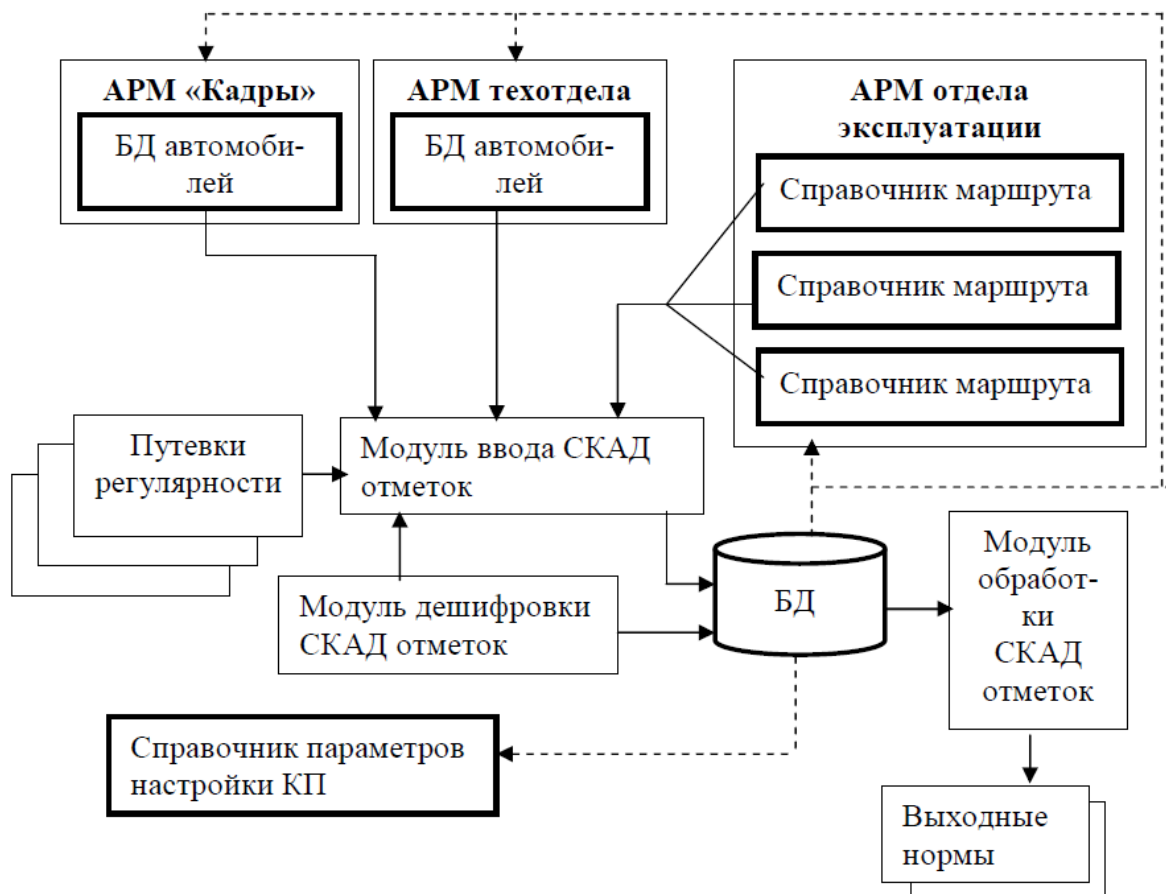 АРМ «Кадры»
БД автомоби-
лей
АРМ техотдела
БД автомоби-
лей
АРМ отдела
эксплуатации
Справочник маршрута
Справочник маршрута
Справочник маршрута
Путевки
регулярности
Модуль ввода СКАД
отметок
Модуль дешифровки
СКАД отметок
БД
Модуль
обработ-
ки
СКАД
отметок
Справочник параметров
настройки КП
Выходные
нормы